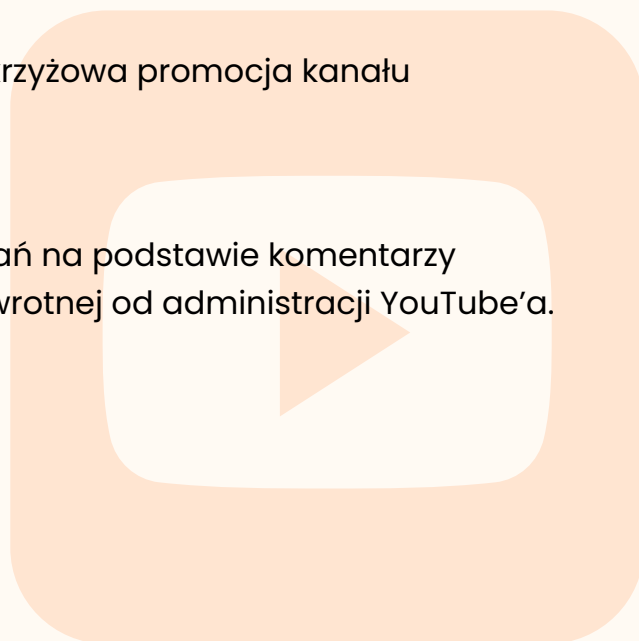 rzyżowa promocja kanału
ań na podstawie komentarzy
wrotnej od administracji YouTube’a.